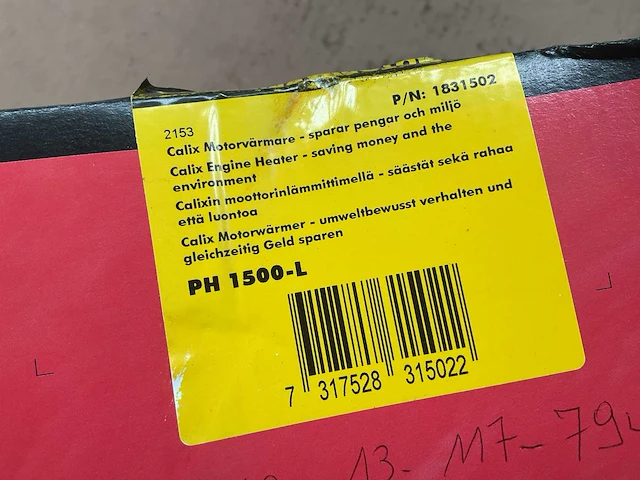 P/N: 1831502
2153
Calix Motorvärmare - sparar pengar och miljö
Calix Engine Heater - saving money and the
environment
Calixin moottorinlämmittimellä - säästät sekä rahaa
että luontoa
Calix Motorwärmer - umweltbewusst verhalten und
gleichzeitig Geld sparen
PH 1500-L
7 317528 315022
13. 117-79